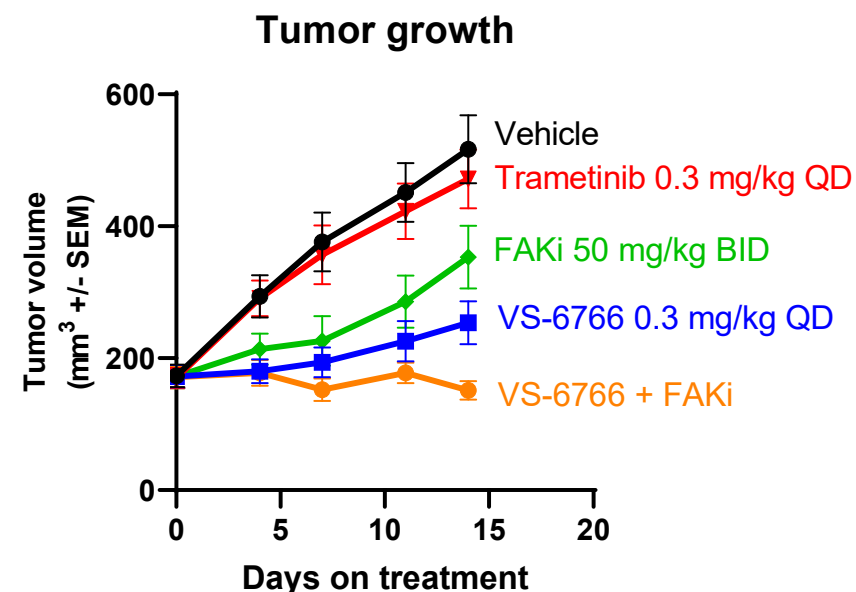 Tumor growth
Tumor volume
(mm³ +/- SEM)
600
400
200
0
0 5 10 15 20
Days on treatment
Vehicle
Trametinib 0.3 mg/kg QD
FAKi 50 mg/kg BID
VS-6766 0.3 mg/kg QD
VS-6766 + FAKi